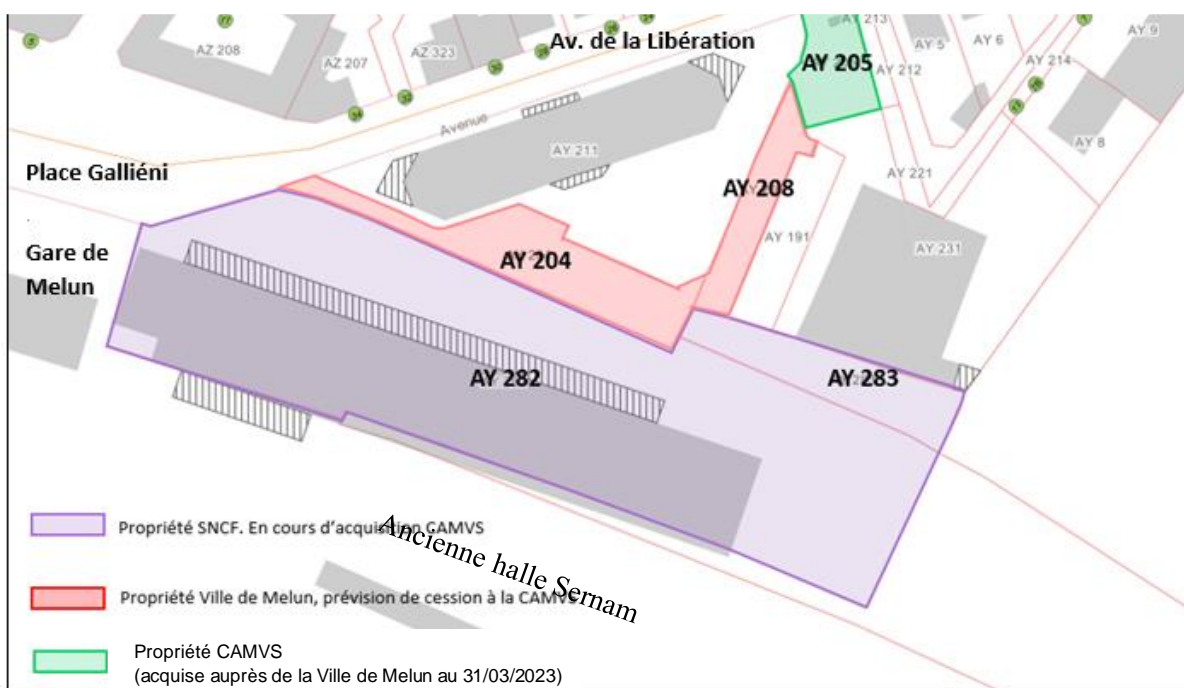 AY 213
Av. de la Libération
AY 9
AZ 208
AZ 323
AY 5
AY 6
AZ 207
AY 205
AY 212
AY 214
Avenue
AY 211
AY 8
Place Galliéni
AY 208
AY 221
AY 191
AY 231
Gare de
Melun
AY 204
AY 282
AY 283
Propriété SNCF. En cours d'acquisition CAMVS
Ancienne halle Sernam
Propriété Ville de Melun, prévision de cession à la CAMVS
Propriété CAMVS
(acquise auprès de la Ville de Melun au 31/03/2023)